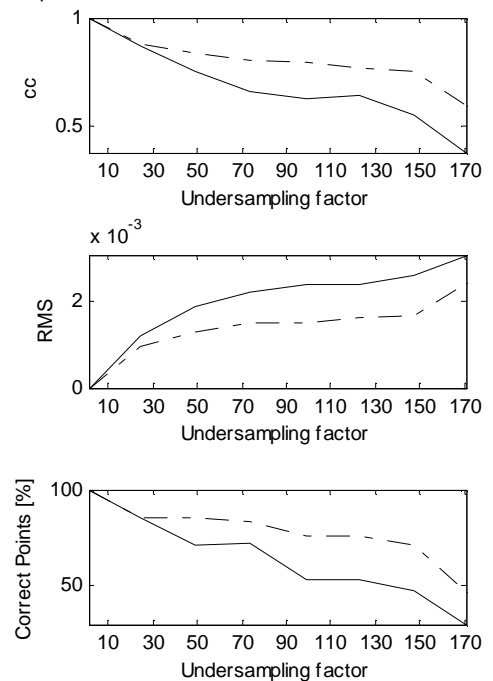 1
cc
0.5
10 30 50 70 90 110 130 150 170
Undersampling factor
x 10^-3
2
RMS
0
10 30 50 70 90 110 130 150 170
Undersampling factor
100
Correct Points [%]
50
10 30 50 70 90 110 130 150 170
Undersampling factor